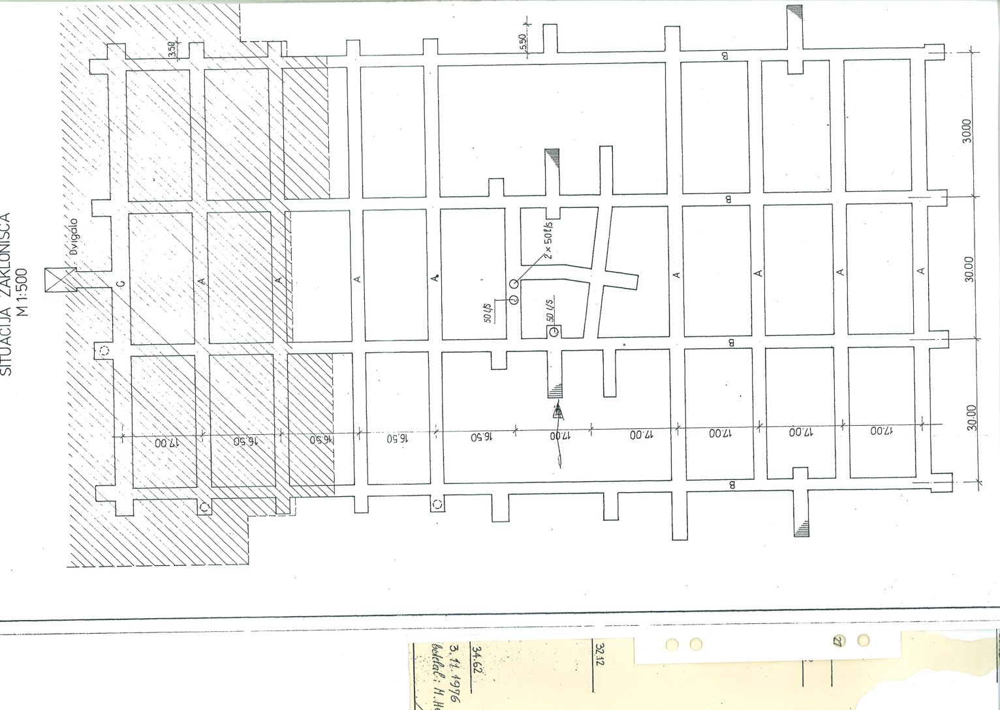 SITUACIJA ZAKLONIŠČA
M 1:500
Dvigalo
3.50
5.50
C
A
A
A
A
A
A
A
A
B
B
B
B
2 × 50 l/s
50 l/s
50 l/s
17.00
16.50
16.50
16.50
16.50
17.00
17.00
17.00
17.00
17.00
30.00
30.00
30.00
3.11.1976
34.62
32.12
27